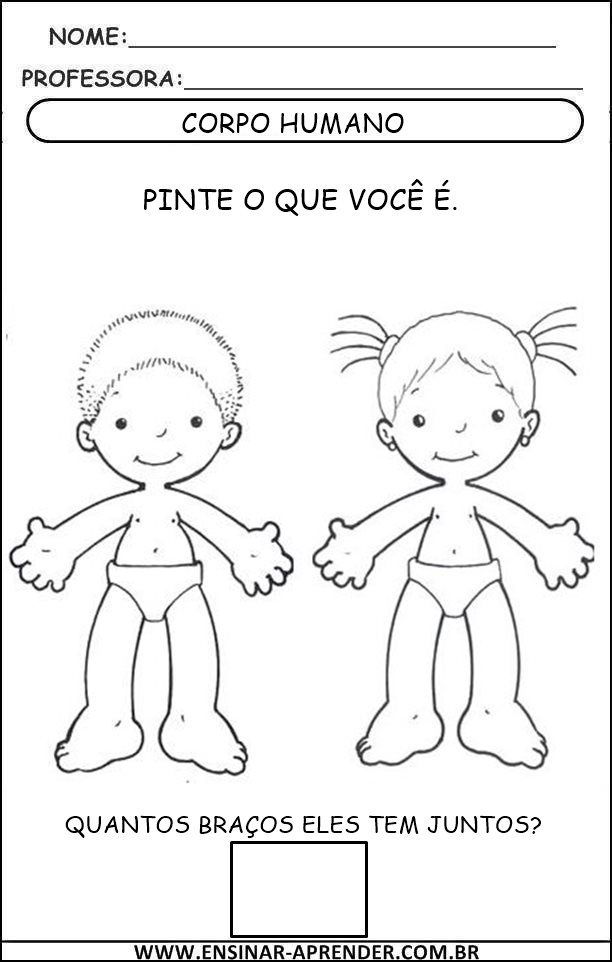 NOME:
PROFESSORA:
CORPO HUMANO
PINTE O QUE VOCÊ É.
QUANTOS BRAÇOS ELES TEM JUNTOS?
WWW.ENSINAR-APRENDER.COM.BR